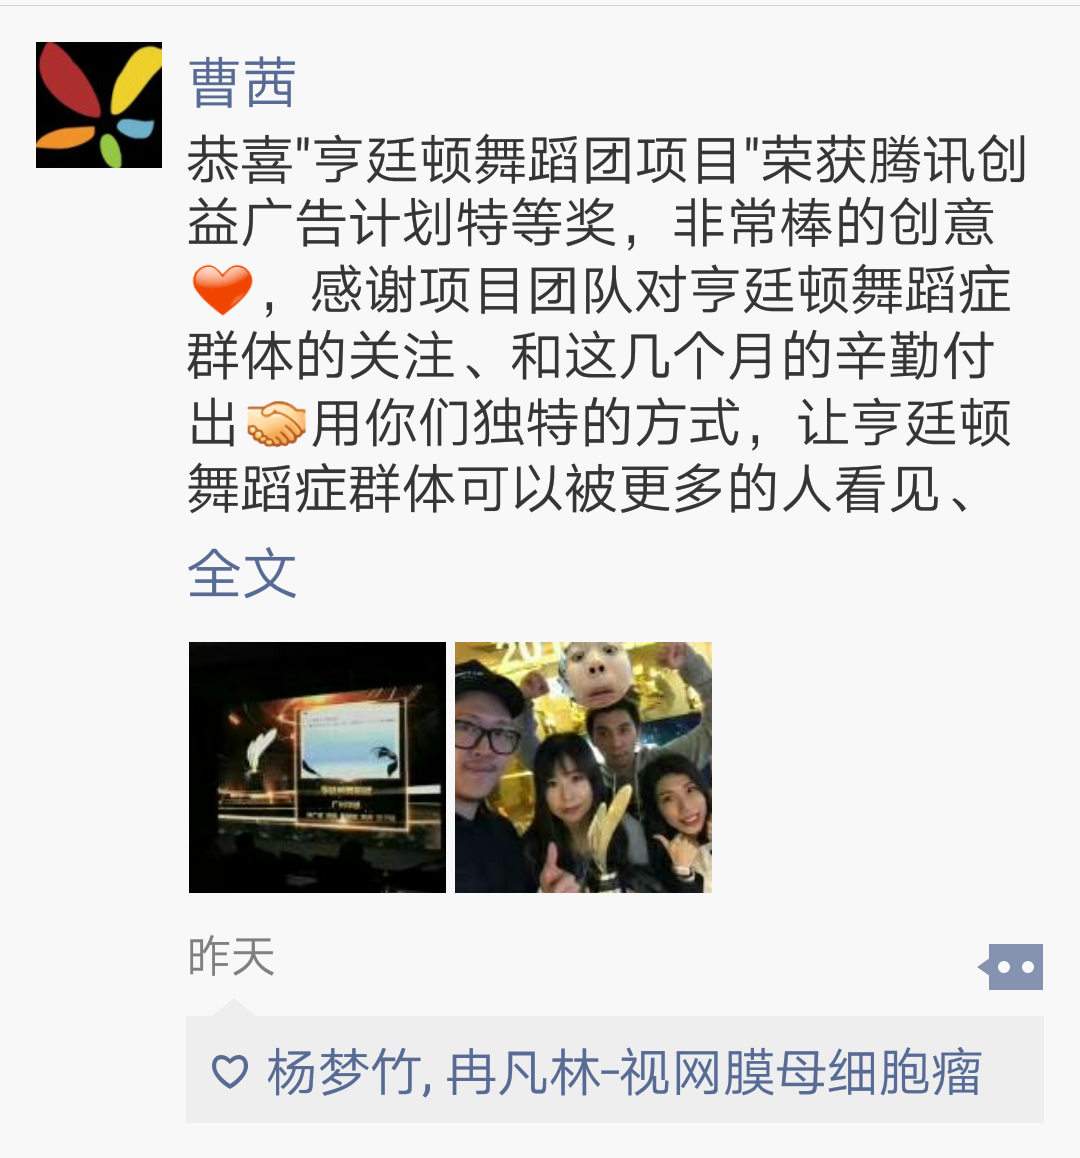 曹茜
恭喜"亨廷顿舞蹈团项目"荣获腾讯创
益广告计划特等奖，非常棒的创意
❤，感谢项目团队对亨廷顿舞蹈症
群体的关注、和这几个月的辛勤付
出🤝用你们独特的方式，让亨廷顿
舞蹈症群体可以被更多的人看见、
全文
昨天
杨梦竹, 冉凡林-视网膜母细胞瘤